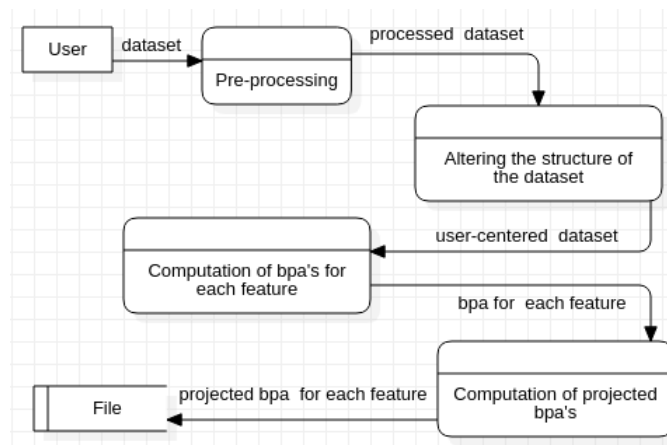 User
dataset
Pre-processing
processed dataset
Altering the structure of
the dataset
user-centered dataset
Computation of bpa's for
each feature
bpa for each feature
Computation of projected
bpa's
projected bpa for each feature
File